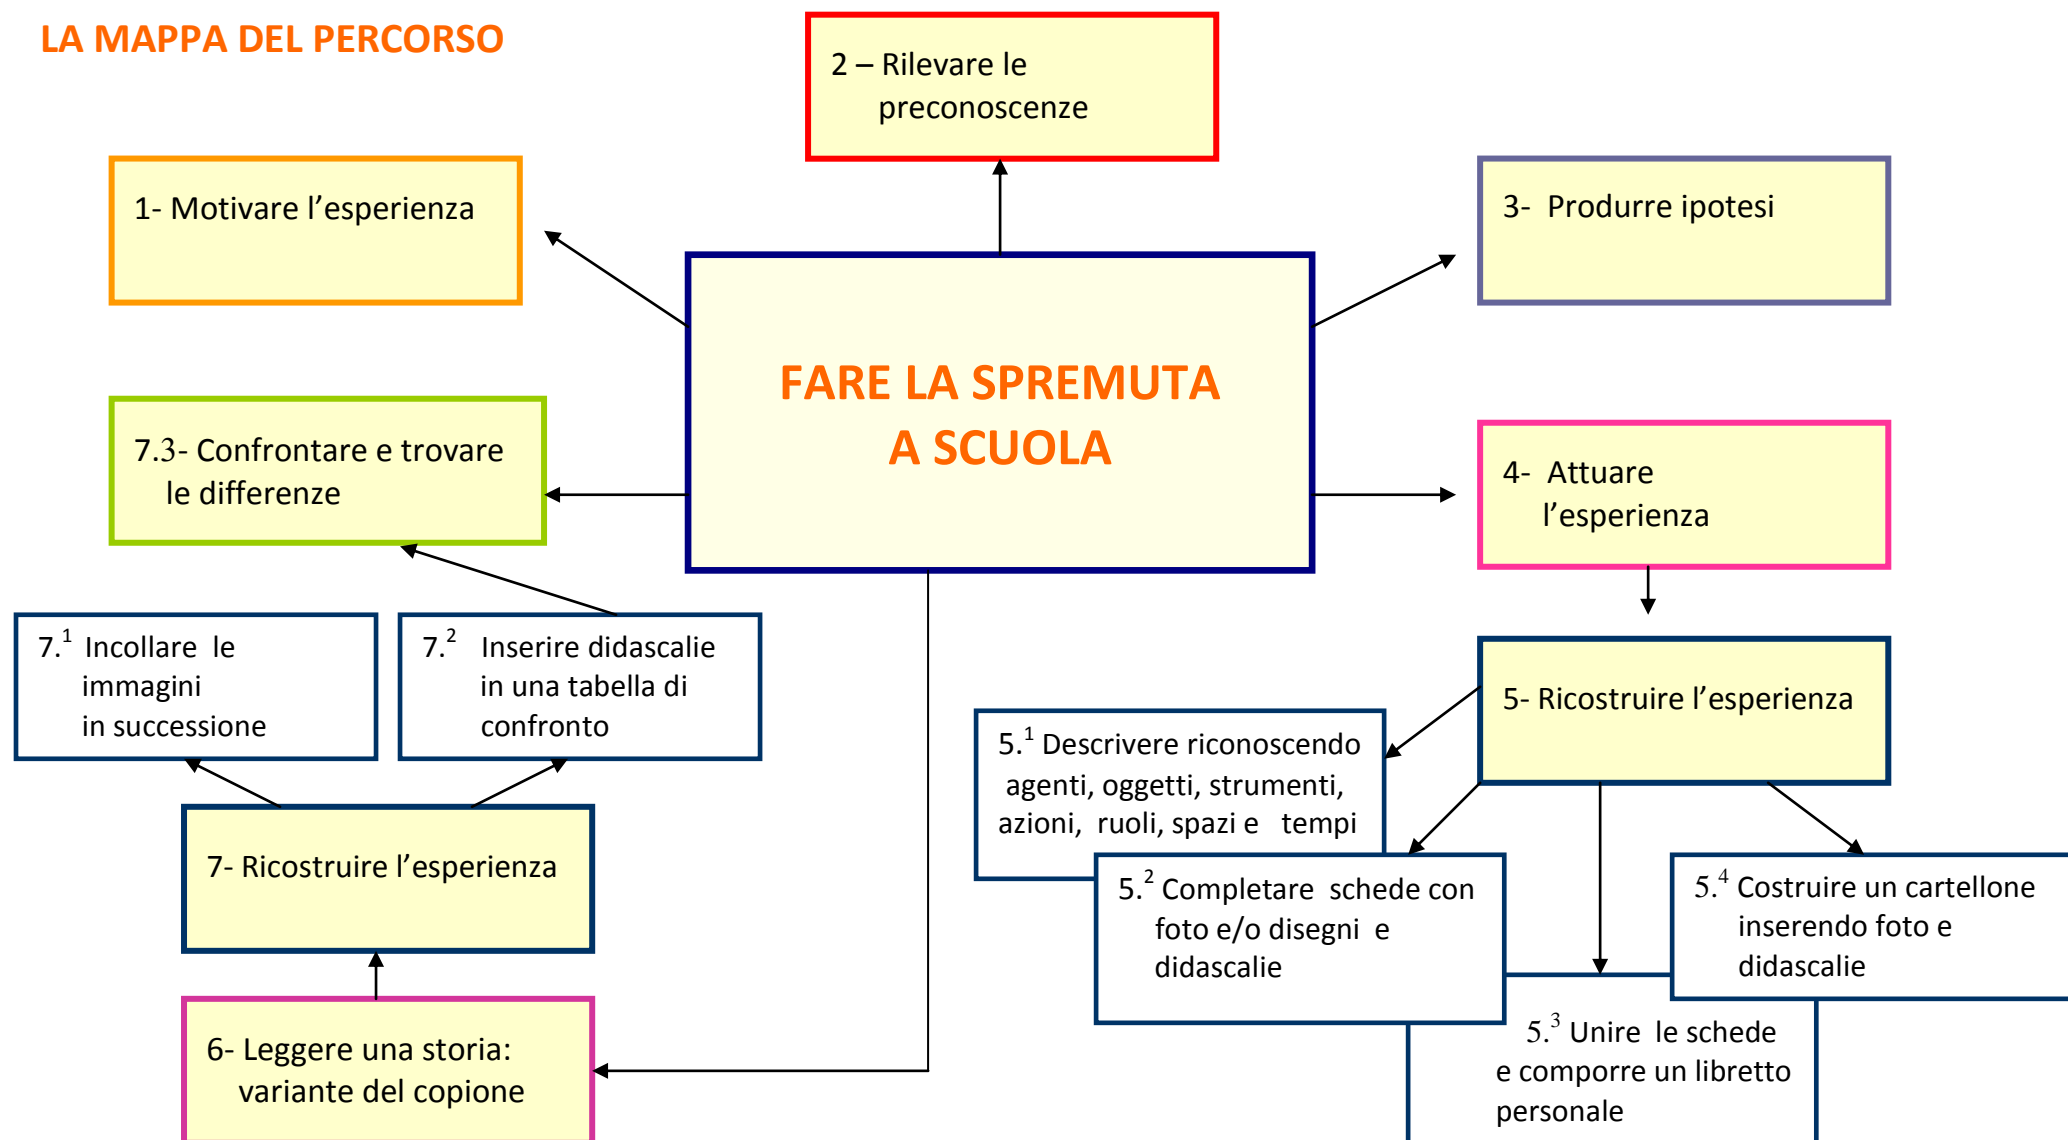 LA MAPPA DEL PERCORSO
2 – Rilevare le
preconoscenze
1- Motivare l’esperienza
3- Produrre ipotesi
FARE LA SPREMUTA
A SCUOLA
7.3- Confrontare e trovare
le differenze
4- Attuare
l’esperienza
7.¹ Incollare le
immagini
in successione
7.² Inserire didascalie
in una tabella di
confronto
5- Ricostruire l’esperienza
5.¹ Descrivere riconoscendo
agenti, oggetti, strumenti,
azioni, ruoli, spazi e tempi
7- Ricostruire l’esperienza
5.² Completare schede con
foto e/o disegni e
didascalie
5.⁴ Costruire un cartellone
inserendo foto e
didascalie
6- Leggere una storia:
variante del copione
5.³ Unire le schede
e comporre un libretto
personale